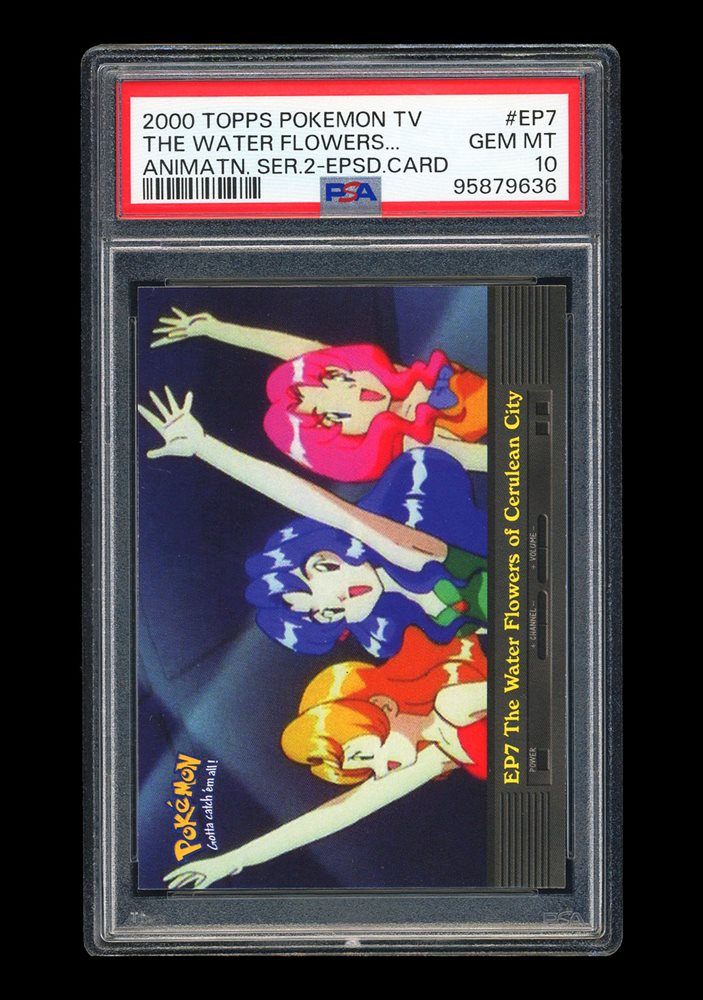 2000 TOPPS POKEMON TV #EP7
THE WATER FLOWERS... GEM MT
ANIMATN. SER.2-EPSD.CARD 10
95879636
PSA
POKéMON
Gotta catch 'em all!
EP7 The Water Flowers of Cerulean City
POWER
+ CHANNEL -
+ VOLUME -
PSA